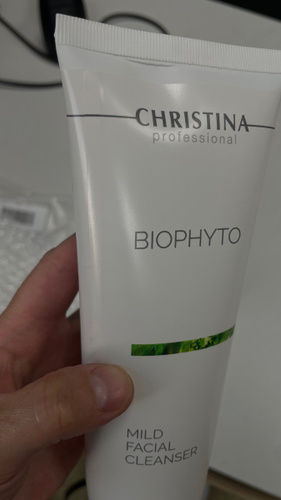 CHRISTINA
professional
BIOPHYTO
MILD
FACIAL
CLEANSER